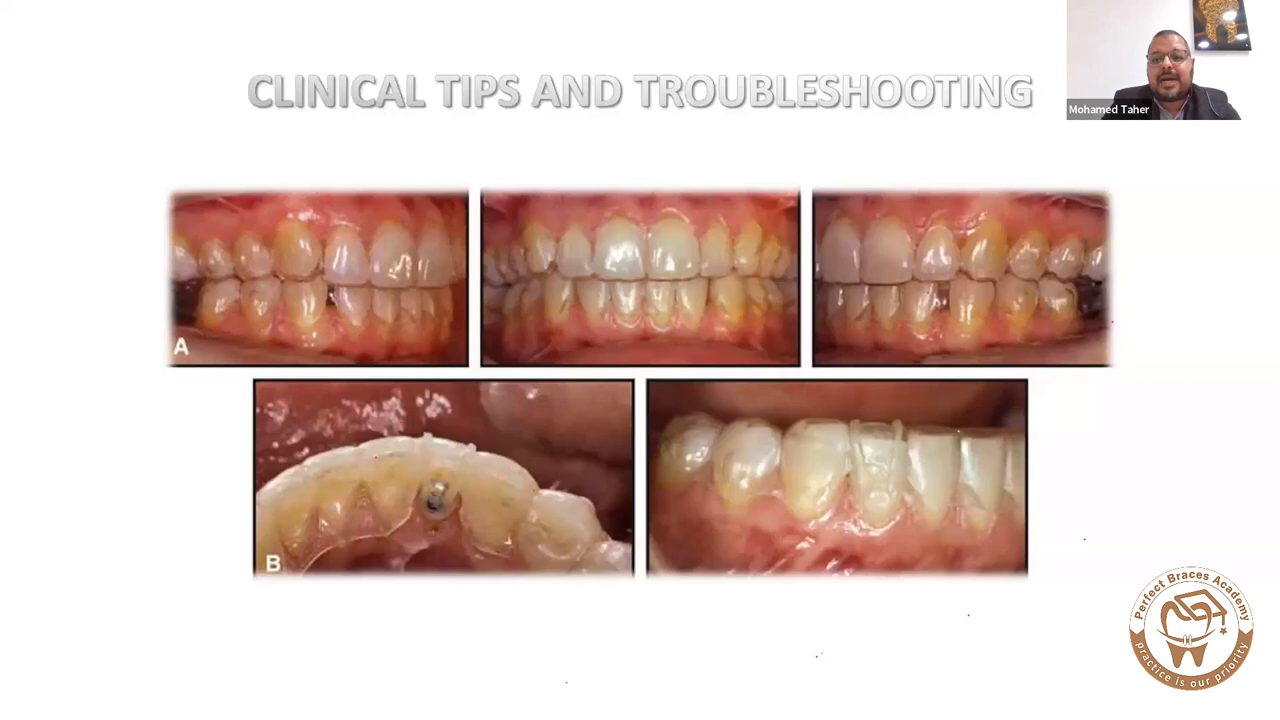 CLINICAL TIPS AND TROUBLESHOOTING
Mohamed Taher
A
B
Perfect Braces Academy
practice is our priority